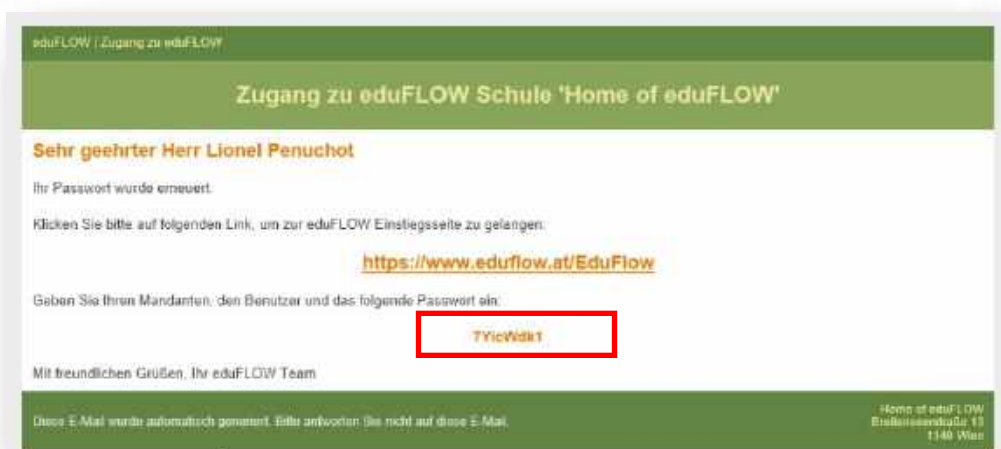 eduFLOW / Zugang zu eduFLOW
Zugang zu eduFLOW Schule 'Home of eduFLOW'
Sehr geehrter Herr Lionel Penuchot
Ihr Passwort wurde erneuert.
Klicken Sie bitte auf folgenden Link, um zur eduFLOW Einstiegsseite zu gelangen:
https://www.eduflow.at/EduFlow
Geben Sie Ihren Mandanten, den Benutzer und das folgende Passwort ein:
7YicWdk1
Mit freundlichen Grüßen, Ihr eduFLOW Team
Diese E-Mail wurde automatisch generiert. Bitte antworten Sie nicht auf diese E-Mail.
Home of eduFLOW
13
1140 Wien